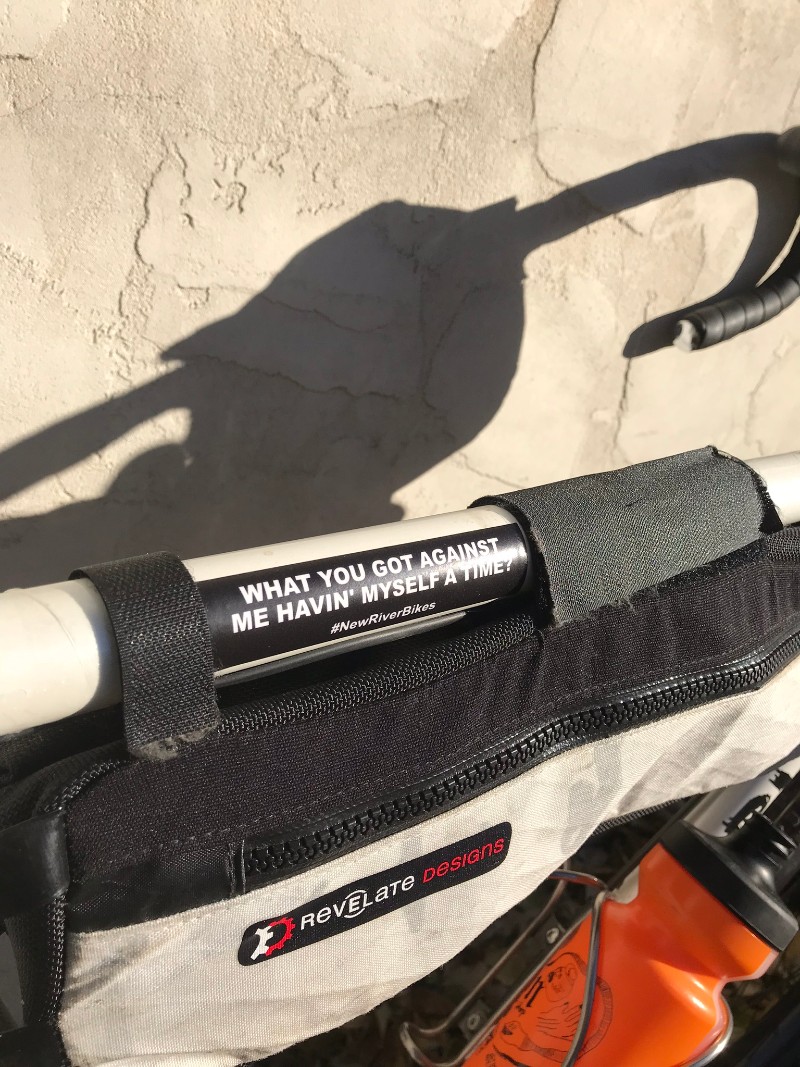 WHAT YOU GOT AGAINST
ME HAVIN' MYSELF A TIME?
#NewRiverBikes
REVELATE DESIGNS